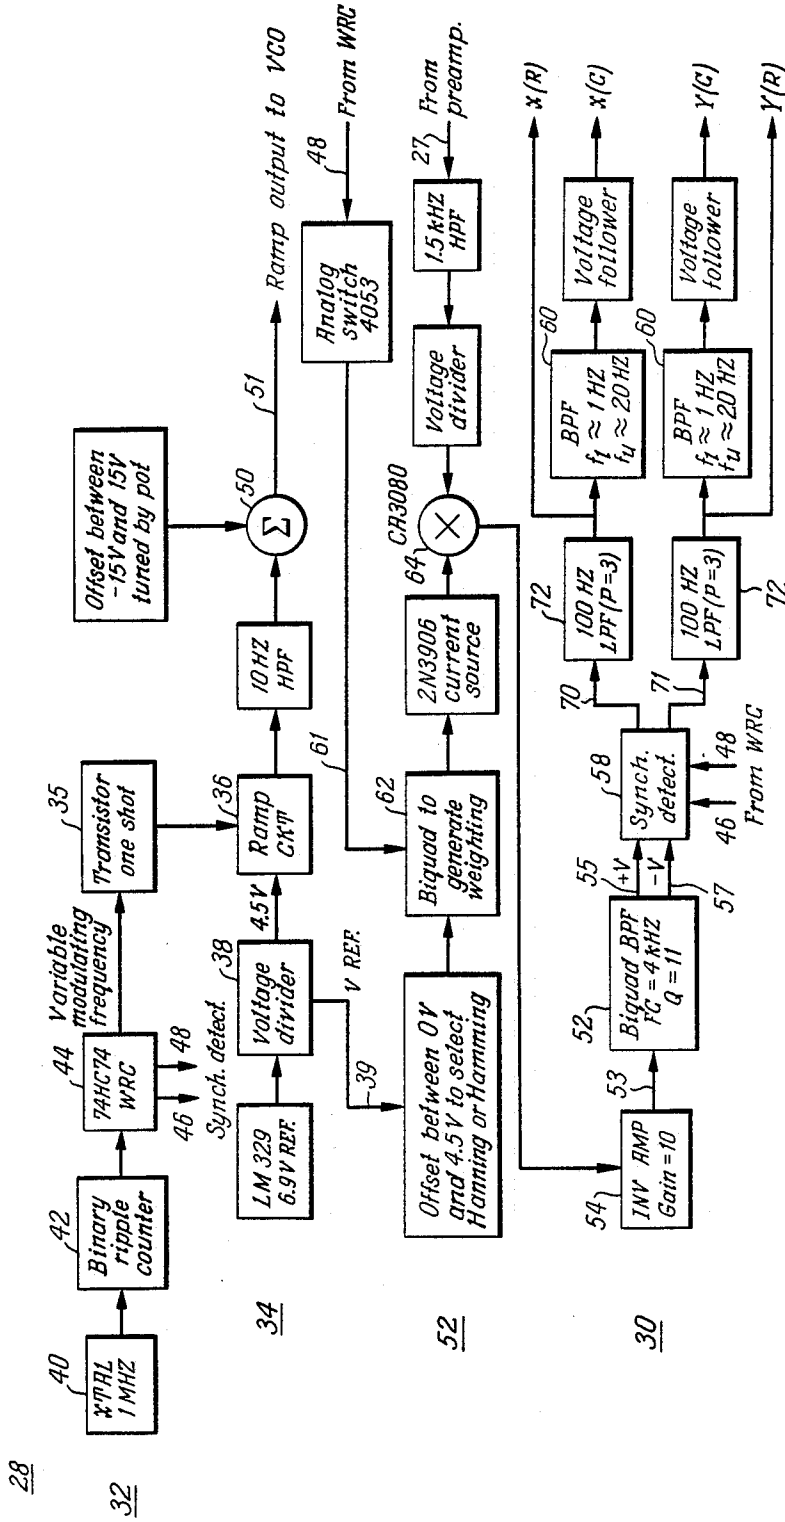 28
32
40
XTAL
1 MHZ
42
Binary
ripple
counter
44
74HC74
WRC
46
48
Synch. detect.
Variable
modulating
frequency
35
Transistor
one shot
Offset between
-15V and 15V
tuned by pot
34
LM 329
6.9V REF.
38
Voltage
divider
4.5V
36
Ramp
CKT
10 HZ
HPF
50
Σ
51
Ramp output to VCO
39
V REF.
61
Analog
switch
4053
48
From WRC
52
Offset between 0V
and 4.5V to select
Hanning or Hamming
62
Biquad to
generate
weighting
2N3906
current
source
64
CA3080
X
Voltage
divider
1.5 kHZ
HPF
27
From
preamp.
30
54
INV AMP
Gain = 10
53
52
Biquad BPF
FC = 4 kHZ
Q = 11
55
+V
-V
57
58
Synch.
detect.
46
48
From WRC
70
71
72
100 HZ
LPF(P=3)
100 HZ
LPF(P=3)
72
60
BPF
f₁ ≈ 1 HZ
fu ≈ 20 HZ
60
BPF
f₁ ≈ 1 HZ
fu ≈ 20 HZ
Voltage
follower
Voltage
follower
X(R)
X(C)
Y(C)
Y(R)